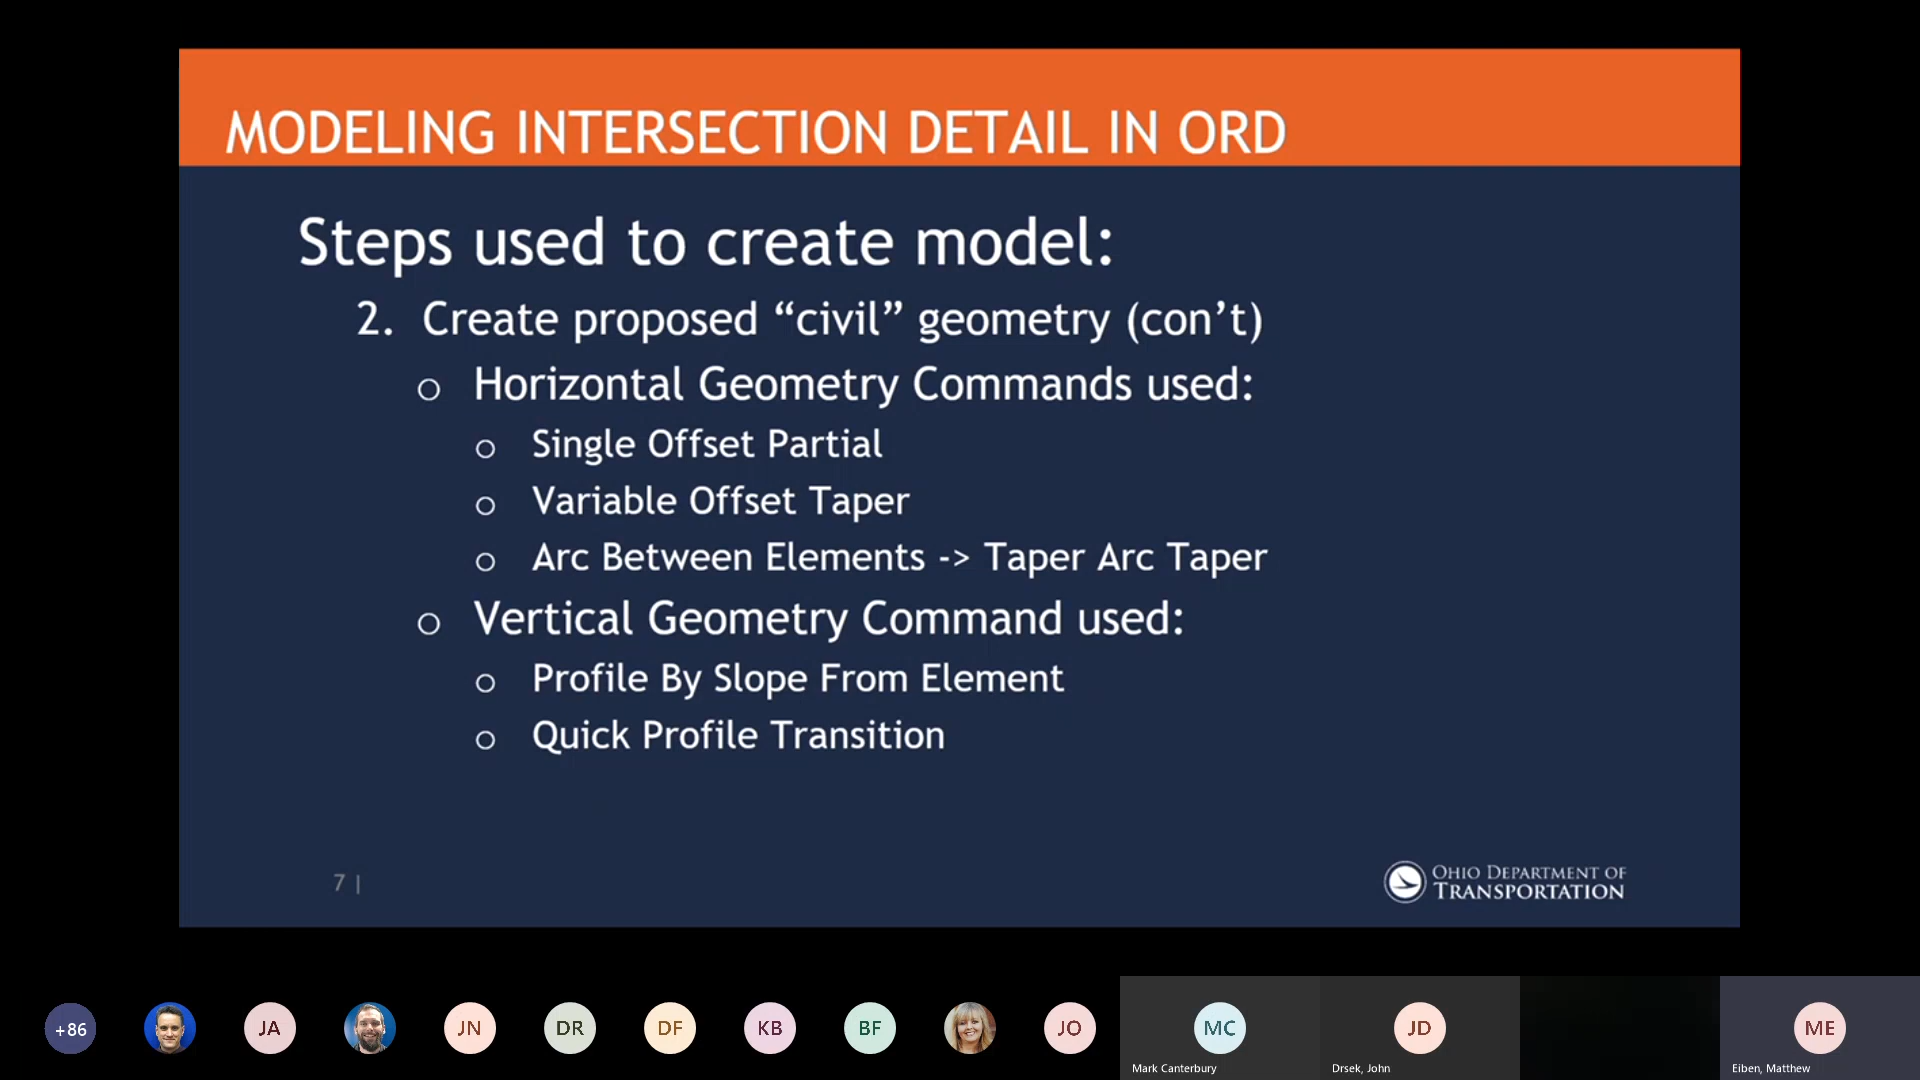 MODELING INTERSECTION DETAIL IN ORD
Steps used to create model:
2. Create proposed “civil” geometry (con’t)
o Horizontal Geometry Commands used:
o Single Offset Partial
o Variable Offset Taper
o Arc Between Elements -> Taper Arc Taper
o Vertical Geometry Command used:
o Profile By Slope From Element
o Quick Profile Transition
7 |
OHIO DEPARTMENT OF
TRANSPORTATION
+86
JA
JN
DR
DF
KB
BF
JO
MC
JD
ME
Mark Canterbury
Drsek, John
Eiben, Matthew